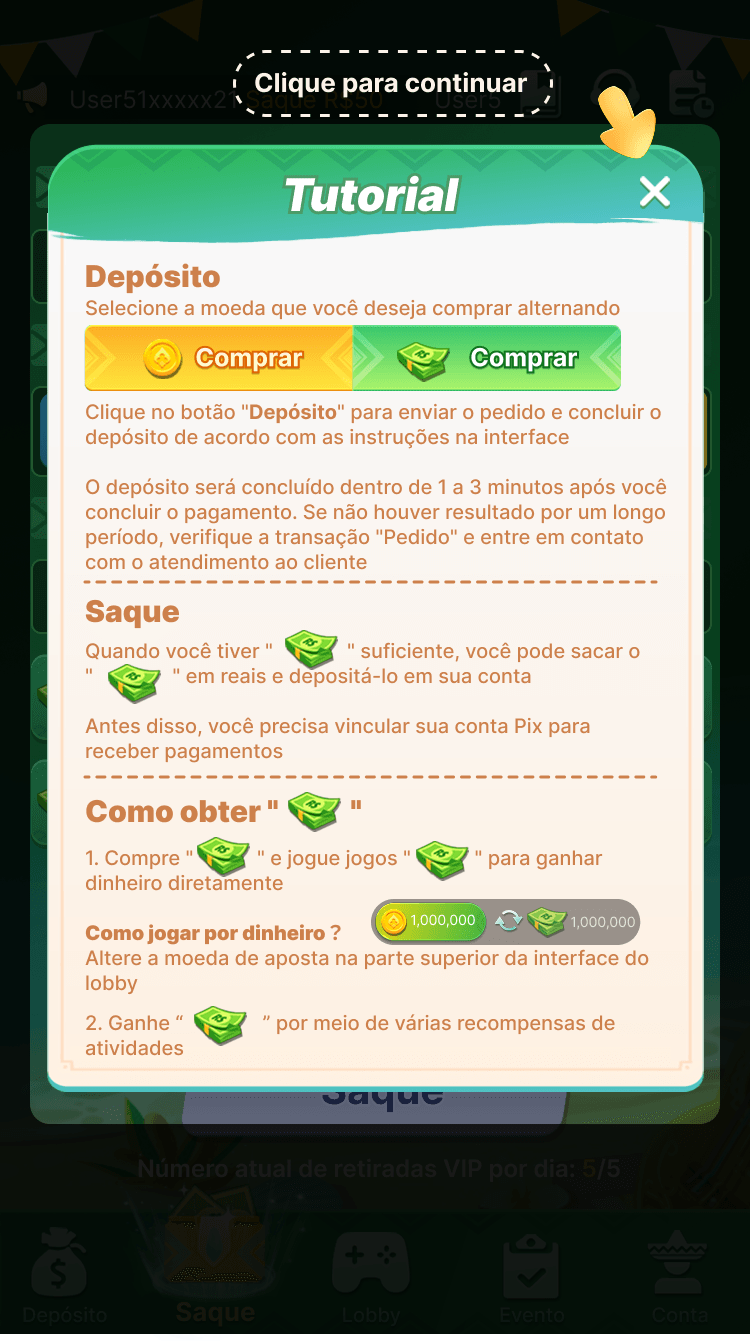 Clique para continuar
User51xxxxx21 Saque R$50 User5
Tutorial
Depósito
Selecione a moeda que você deseja comprar alternando
Comprar Comprar
Clique no botão "Depósito" para enviar o pedido e concluir o
depósito de acordo com as instruções na interface
O depósito será concluído dentro de 1 a 3 minutos após você
concluir o pagamento. Se não houver resultado por um longo
período, verifique a transação "Pedido" e entre em contato
com o atendimento ao cliente
Saque
Quando você tiver " " suficiente, você pode sacar o
" " em reais e depositá-lo em sua conta
Antes disso, você precisa vincular sua conta Pix para
receber pagamentos
Como obter " "
1. Compre " " e jogue jogos " " para ganhar
dinheiro diretamente
1,000,000 1,000,000
Como jogar por dinheiro ?
Altere a moeda de aposta na parte superior da interface do
lobby
2. Ganhe “ ” por meio de várias recompensas de
atividades
Saque
Número atual de retiradas VIP por dia: 5/5
Depósito Saque Lobby Evento Conta